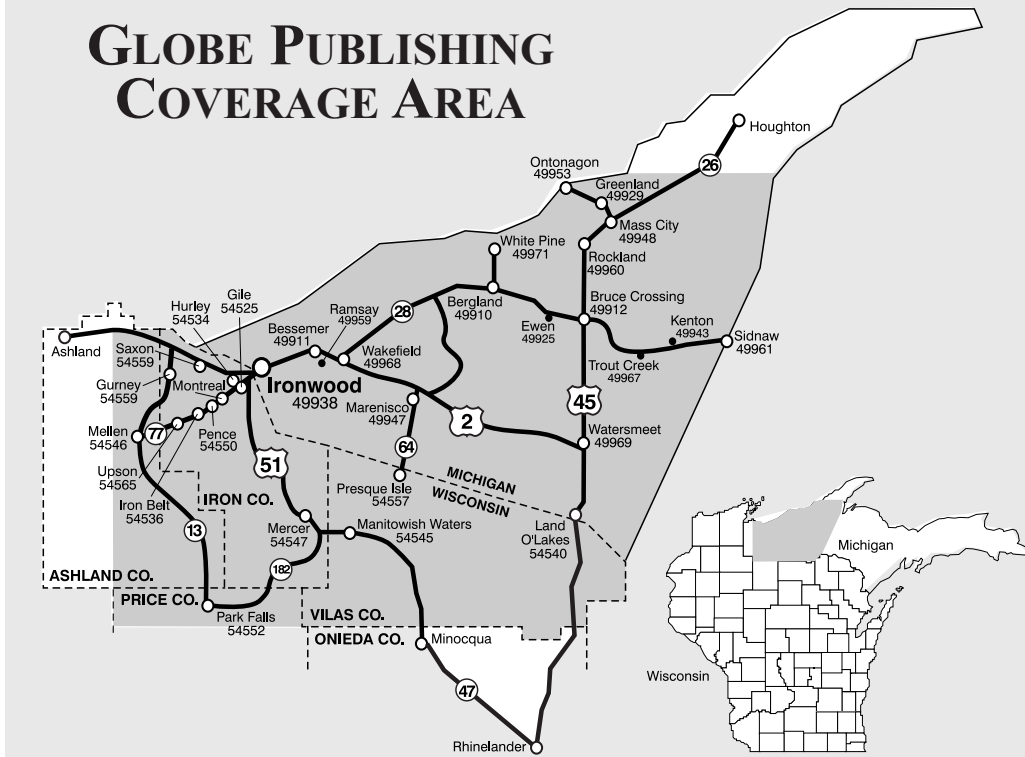 GLOBE PUBLISHING
COVERAGE AREA
Houghton
26
Ontonagon
49953
Greenland
49929
Mass City
49948
White Pine
49971
Rockland
49960
Hurley
54534
Gile
54525
Ramsay
49959
28
Bergland
49910
Bruce Crossing
49912
Bessemer
49911
Ewen
49925
Kenton
49943
Sidnaw
49961
Ashland
Saxon
54559
Wakefield
49968
Trout Creek
49967
Gurney
54559
Montreal
Ironwood
49938
Marenisco
49947
2
45
Mellen
54546
77
Pence
54550
64
Watersmeet
49969
Upson
54565
51
MICHIGAN
WISCONSIN
Iron Belt
54536
IRON CO.
Presque Isle
54557
13
Mercer
54547
Manitowish Waters
54545
Land
O'Lakes
54540
Michigan
182
ASHLAND CO.
PRICE CO.
Park Falls
54552
VILAS CO.
ONIEDA CO.
Minocqua
Wisconsin
47
Rhinelander